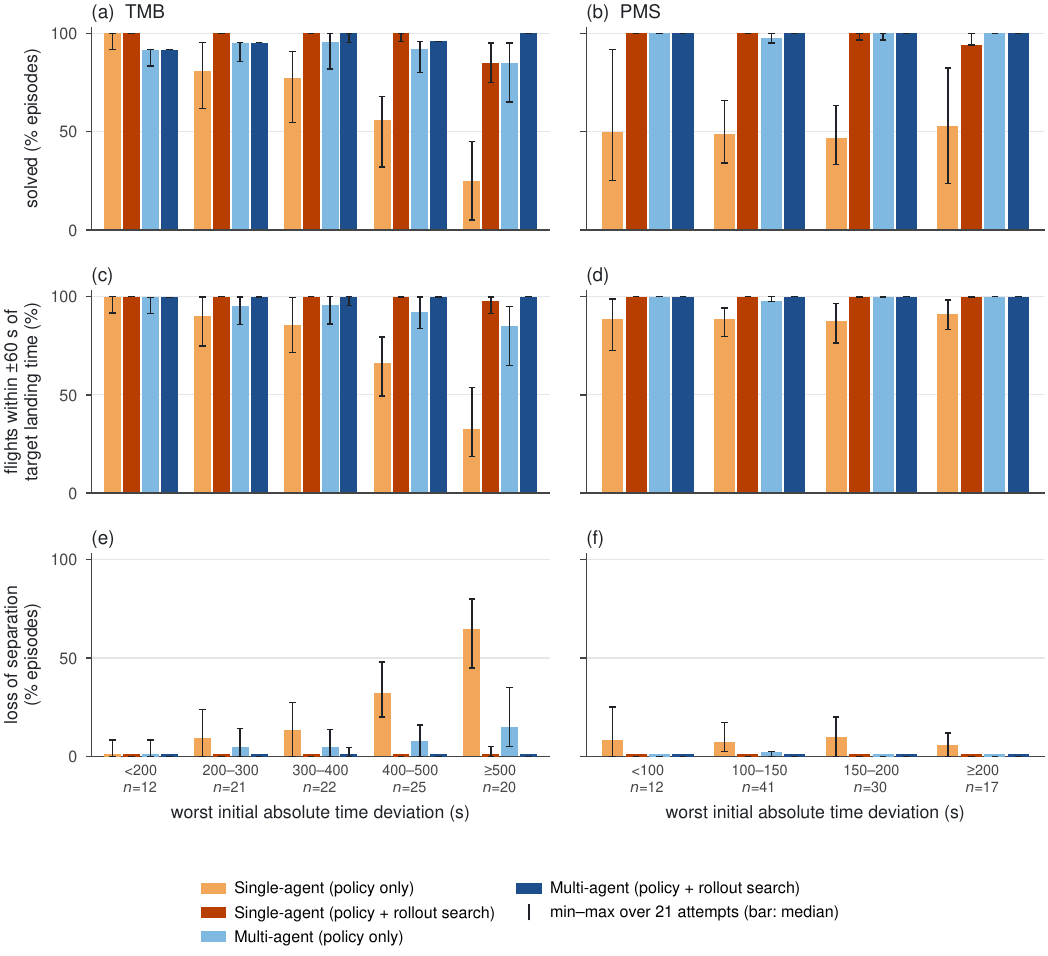 (a) TMB
(b) PMS
solved (% episodes)
100
50
0
(c)
(d)
flights within ±60 s of
target landing time (%)
100
50
0
(e)
(f)
loss of separation
(% episodes)
100
50
0
<200
200–300
300–400
400–500
≥500
n=12
n=21
n=22
n=25
n=20
worst initial absolute time deviation (s)
<100
100–150
150–200
≥200
n=12
n=41
n=30
n=17
worst initial absolute time deviation (s)
Single-agent (policy only)
Single-agent (policy + rollout search)
Multi-agent (policy only)
Multi-agent (policy + rollout search)
min–max over 21 attempts (bar: median)